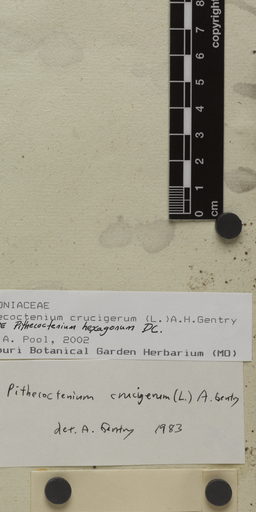 copyright
8
7
6
5
4
3
2
1
0
cm
ONIACEAE
ecoctenium crucigerum (L.)A.H.Gentry
Pithecoctenium hexagonum DC.
A. Pool, 2002
ouri Botanical Garden Herbarium (MO)
Pithecoctenium crucigerum (L.) A. Gentry
det. A. Gentry 1983